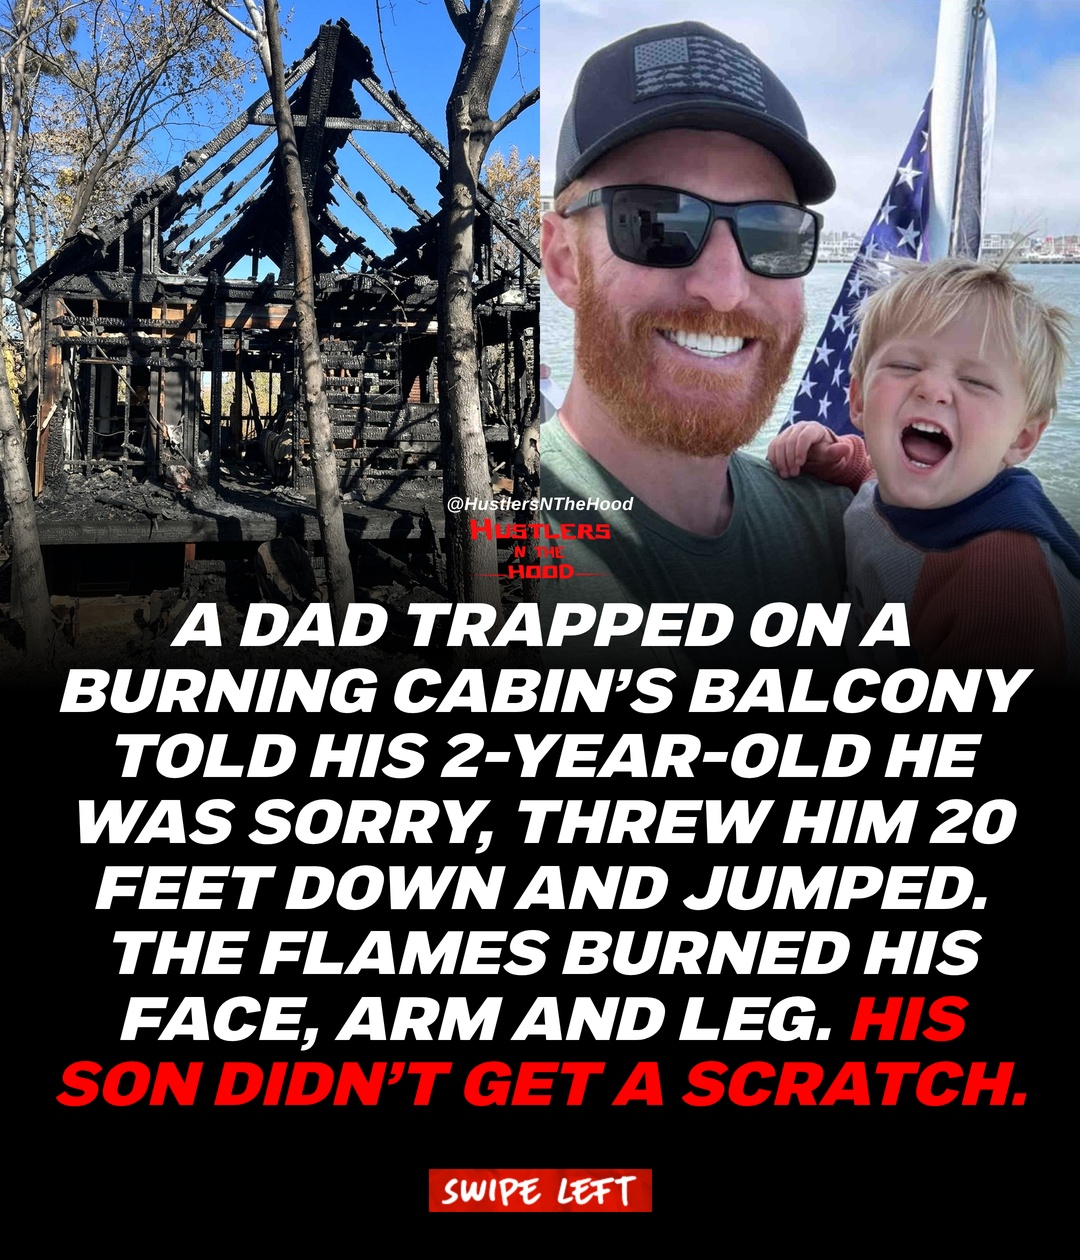 @HustlersNTheHood
HUSTLERS
N THE
HOOD
A DAD TRAPPED ON A
BURNING CABIN’S BALCONY
TOLD HIS 2-YEAR-OLD HE
WAS SORRY, THREW HIM 20
FEET DOWN AND JUMPED.
THE FLAMES BURNED HIS
FACE, ARM AND LEG. HIS
SON DIDN’T GET A SCRATCH.
SWIPE LEFT